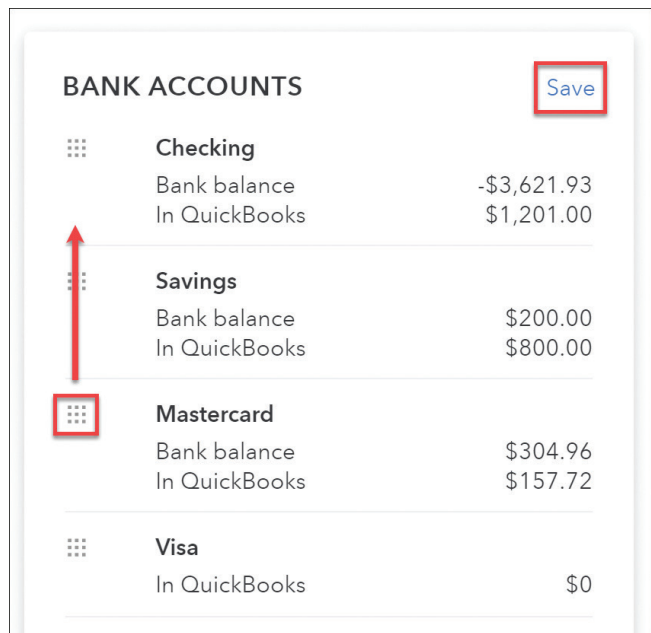 BANK ACCOUNTS Save
Checking
Bank balance -$3,621.93
In QuickBooks $1,201.00
Savings
Bank balance $200.00
In QuickBooks $800.00
Mastercard
Bank balance $304.96
In QuickBooks $157.72
Visa
In QuickBooks $0